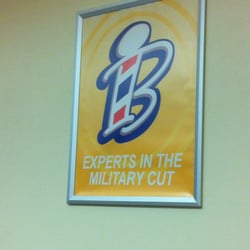 B
EXPERTS IN THE
MILITARY CUT